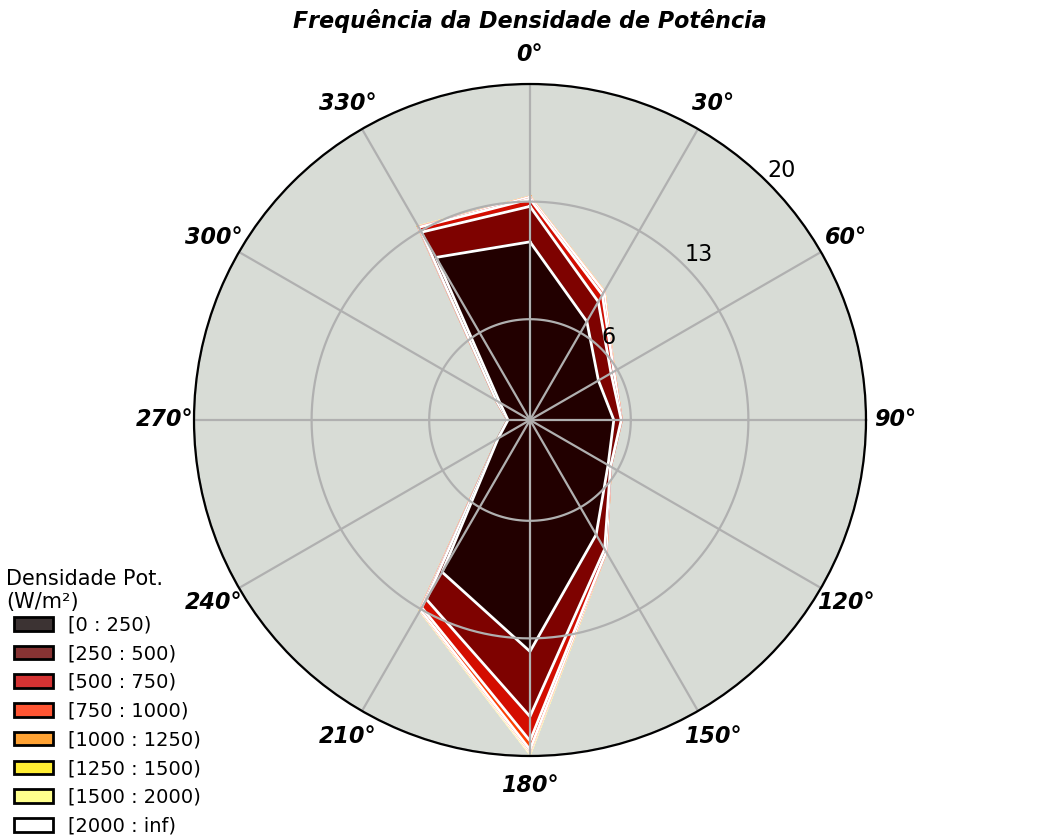 Frequência da Densidade de Potência
0°
330°
30°
20
300°
60°
13
6
270°
90°
240°
120°
210°
150°
180°
Densidade Pot.
(W/m²)
[0 : 250)
[250 : 500)
[500 : 750)
[750 : 1000)
[1000 : 1250)
[1250 : 1500)
[1500 : 2000)
[2000 : inf)